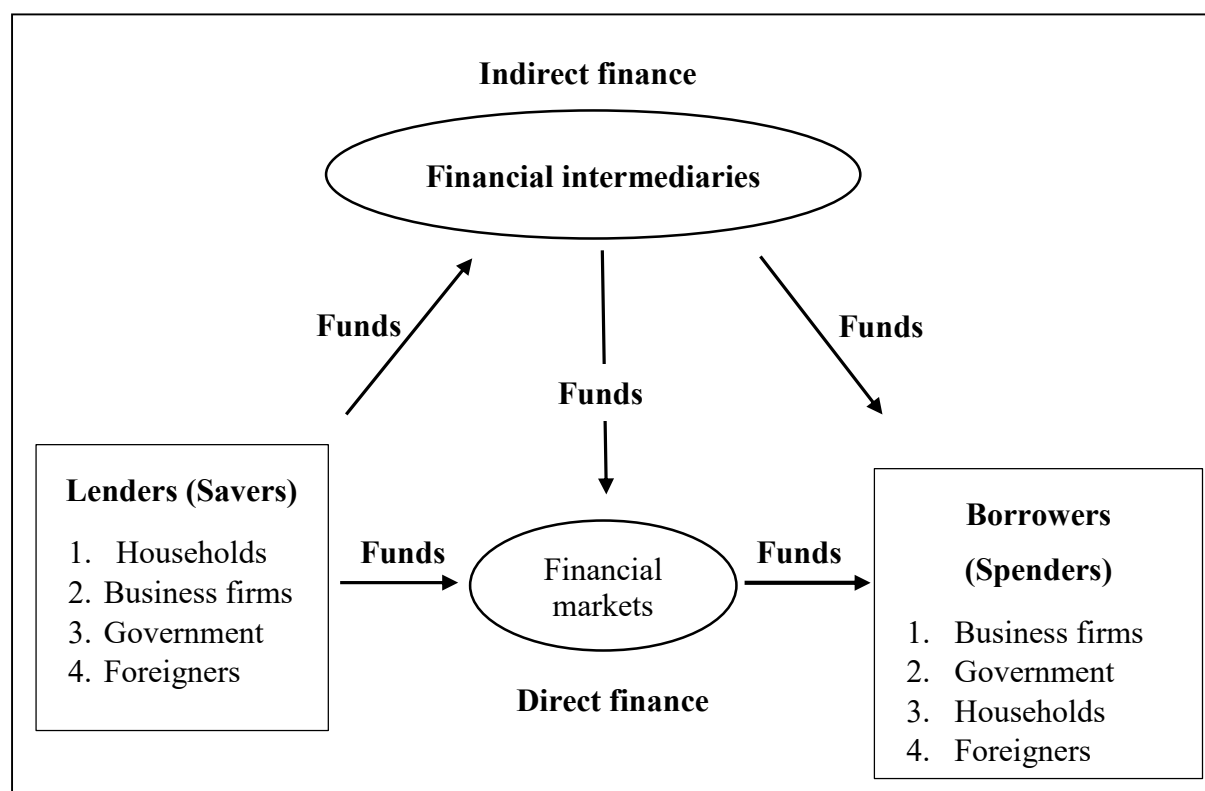 Indirect finance
Financial intermediaries
Funds
Funds
Funds
Lenders (Savers)
1. Households
2. Business firms
3. Government
4. Foreigners
Funds
Financial
markets
Funds
Direct finance
Borrowers
(Spenders)
1. Business firms
2. Government
3. Households
4. Foreigners